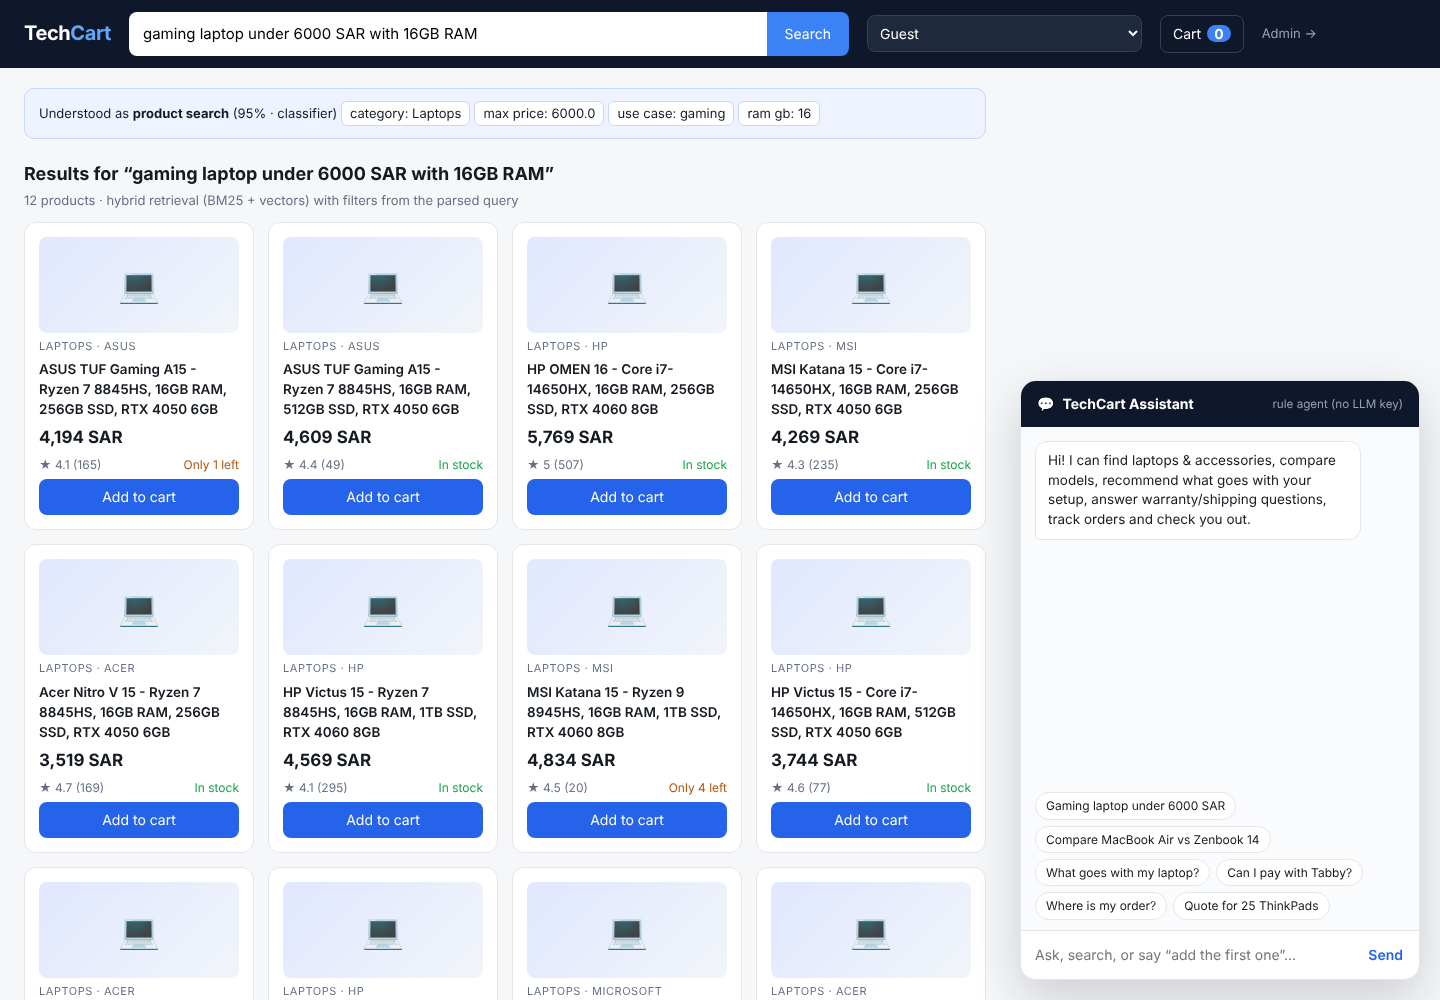 TechCart
gaming laptop under 6000 SAR with 16GB RAM
Search
Guest
Cart 0
Admin →
Understood as product search (95% · classifier) category: Laptops max price: 6000.0 use case: gaming ram gb: 16
Results for “gaming laptop under 6000 SAR with 16GB RAM”
12 products · hybrid retrieval (BM25 + vectors) with filters from the parsed query
LAPTOPS · ASUS
ASUS TUF Gaming A15 -
Ryzen 7 8845HS, 16GB RAM,
256GB SSD, RTX 4050 6GB
4,194 SAR
★ 4.1 (165) Only 1 left
Add to cart
LAPTOPS · ASUS
ASUS TUF Gaming A15 -
Ryzen 7 8845HS, 16GB RAM,
512GB SSD, RTX 4050 6GB
4,609 SAR
★ 4.4 (49) In stock
Add to cart
LAPTOPS · HP
HP OMEN 16 - Core i7-
14650HX, 16GB RAM, 256GB
SSD, RTX 4060 8GB
5,769 SAR
★ 5 (507) In stock
Add to cart
LAPTOPS · MSI
MSI Katana 15 - Core i7-
14650HX, 16GB RAM, 256GB
SSD, RTX 4050 6GB
4,269 SAR
★ 4.3 (235) In stock
Add to cart
LAPTOPS · ACER
Acer Nitro V 15 - Ryzen 7
8845HS, 16GB RAM, 256GB
SSD, RTX 4050 6GB
3,519 SAR
★ 4.7 (169) In stock
Add to cart
LAPTOPS · HP
HP Victus 15 - Ryzen 7
8845HS, 16GB RAM, 1TB SSD,
RTX 4060 8GB
4,569 SAR
★ 4.1 (295) In stock
Add to cart
LAPTOPS · MSI
MSI Katana 15 - Ryzen 9
8945HS, 16GB RAM, 1TB SSD,
RTX 4060 8GB
4,834 SAR
★ 4.5 (20) Only 4 left
Add to cart
LAPTOPS · HP
HP Victus 15 - Core i7-
14650HX, 16GB RAM, 512GB
SSD, RTX 4050 6GB
3,744 SAR
★ 4.6 (77) In stock
Add to cart
LAPTOPS · ACER
LAPTOPS · HP
LAPTOPS · MICROSOFT
LAPTOPS · ACER
TechCart Assistant
rule agent (no LLM key)
Hi! I can find laptops & accessories, compare
models, recommend what goes with your
setup, answer warranty/shipping questions,
track orders and check you out.
Gaming laptop under 6000 SAR
Compare MacBook Air vs Zenbook 14
What goes with my laptop? Can I pay with Tabby?
Where is my order? Quote for 25 ThinkPads
Ask, search, or say “add the first one”...
Send